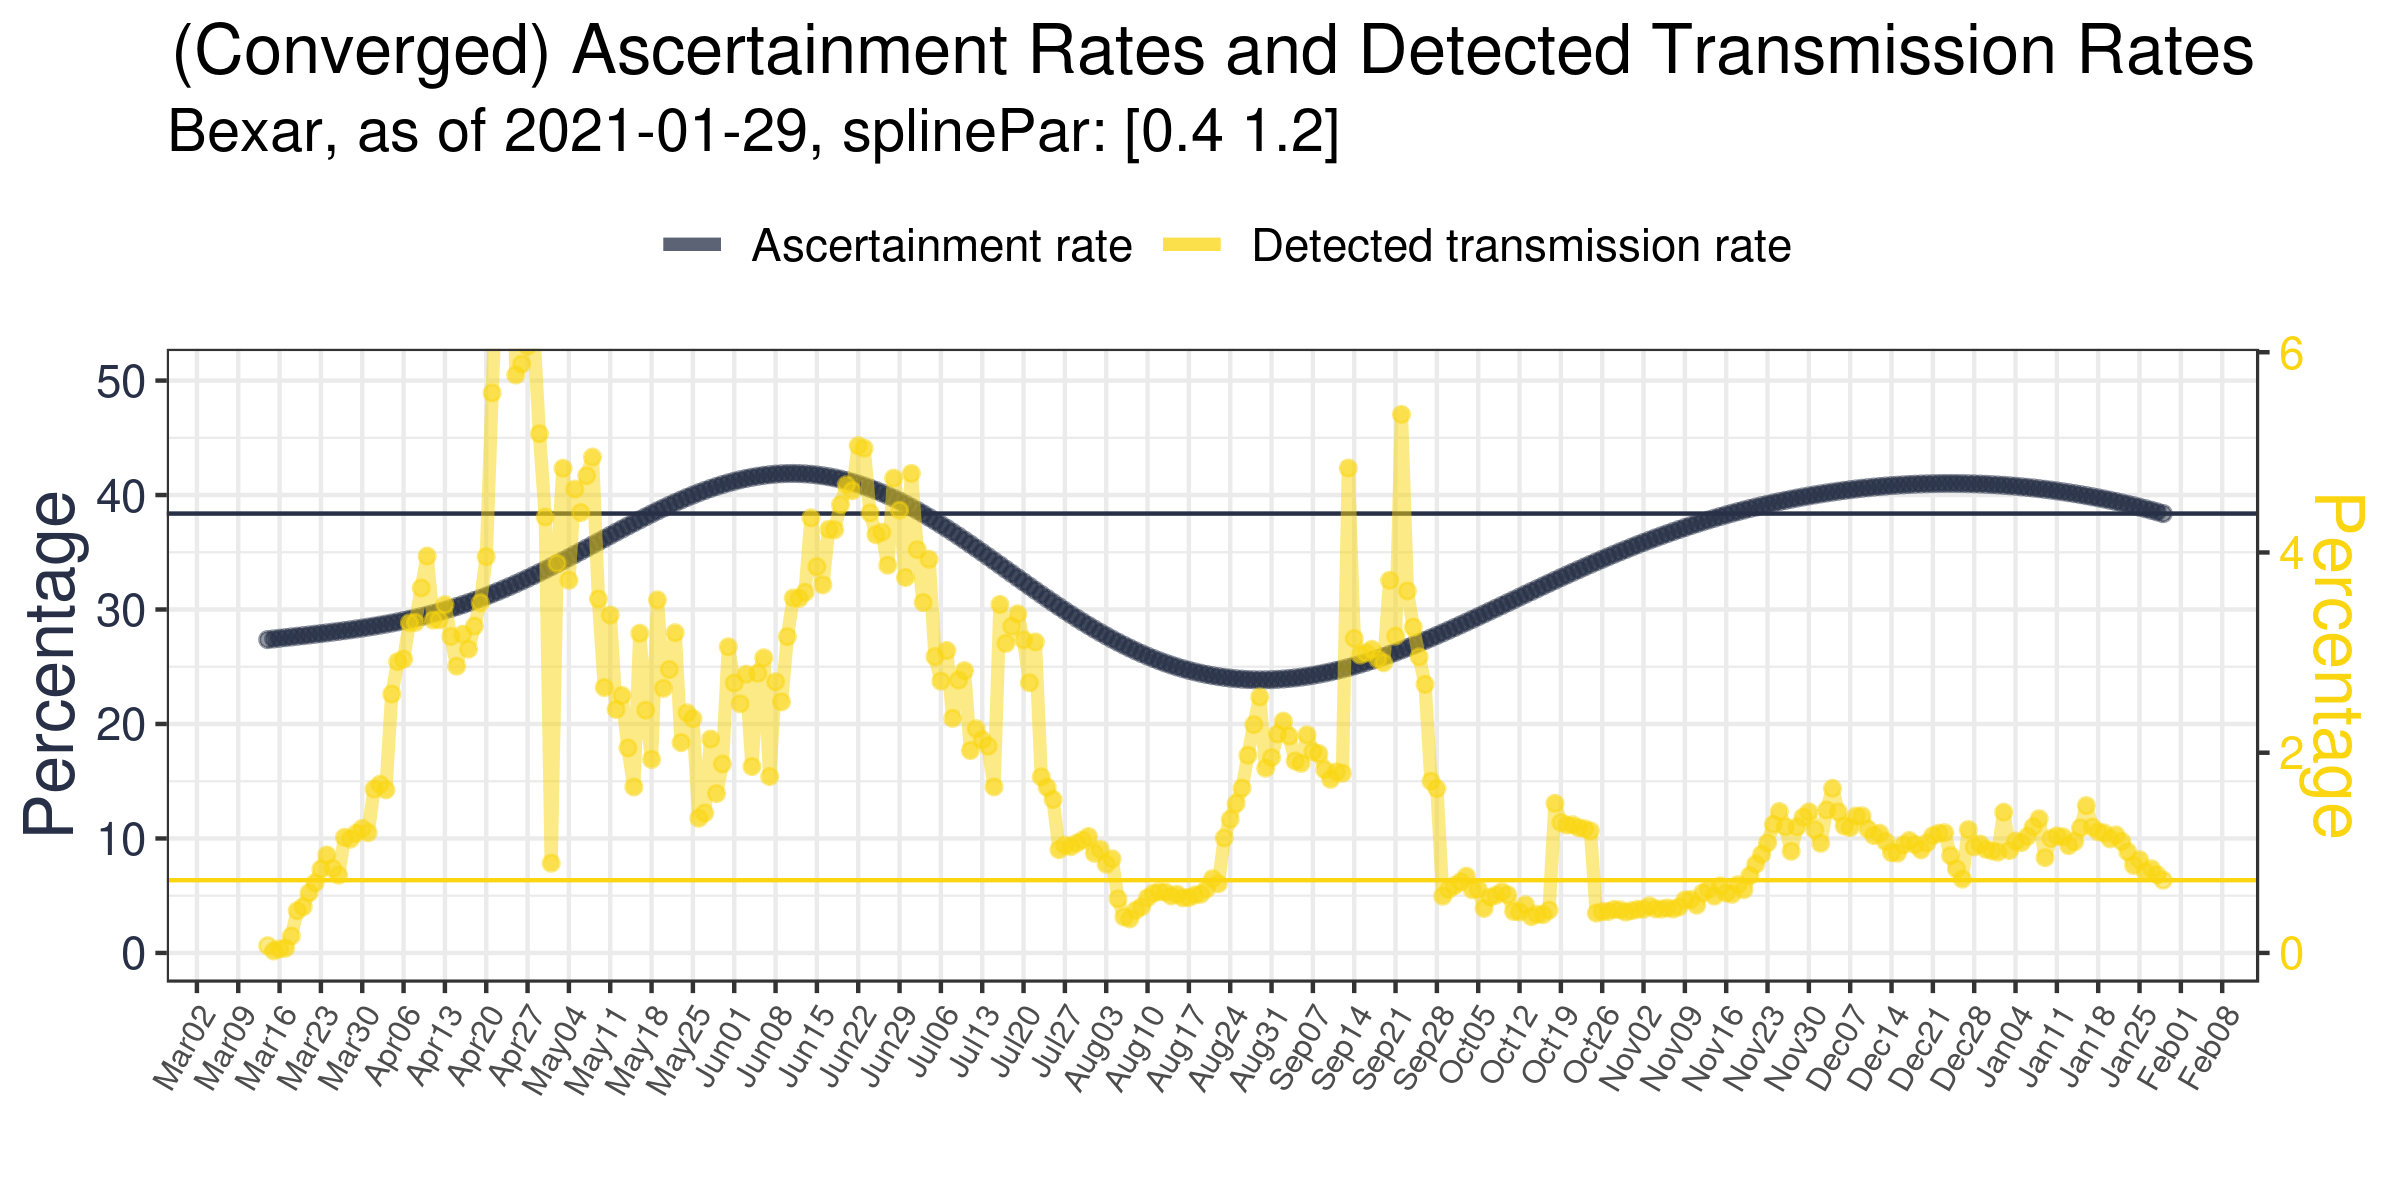 (Converged) Ascertainment Rates and Detected Transmission Rates
Bexar, as of 2021-01-29, splinePar: [0.4 1.2]
Ascertainment rate
Detected transmission rate
50
40
30
20
10
0
Percentage
6
4
2
0
Percentage
Mar02
Mar09
Mar16
Mar23
Mar30
Apr06
Apr13
Apr20
Apr27
May04
May11
May18
May25
Jun01
Jun08
Jun15
Jun22
Jun29
Jul06
Jul13
Jul20
Jul27
Aug03
Aug10
Aug17
Aug24
Aug31
Sep07
Sep14
Sep21
Sep28
Oct05
Oct12
Oct19
Oct26
Nov02
Nov09
Nov16
Nov23
Nov30
Dec07
Dec14
Dec21
Dec28
Jan04
Jan11
Jan18
Jan25
Feb01
Feb08